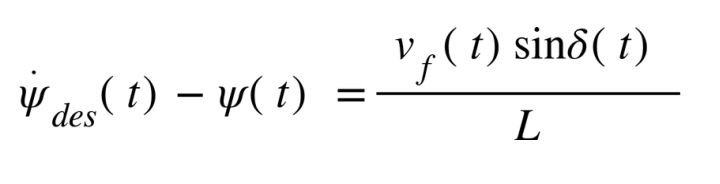 ψ̇_des(t) − ψ(t) = v_f(t) sinδ(t) / L